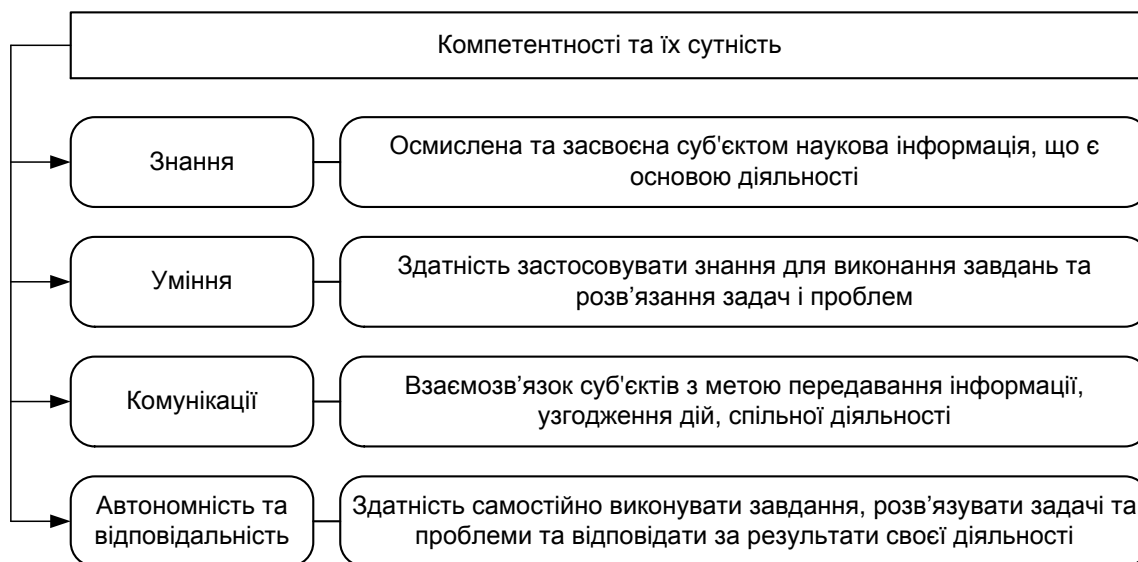 Компетентності та їх сутність
Знання
Осмислена та засвоєна суб'єктом наукова інформація, що є
основою діяльності
Уміння
Здатність застосовувати знання для виконання завдань та
розв’язання задач і проблем
Комунікації
Взаємозв’язок суб'єктів з метою передавання інформації,
узгодження дій, спільної діяльності
Автономність та
відповідальність
Здатність самостійно виконувати завдання, розв’язувати задачі та
проблеми та відповідати за результати своєї діяльності